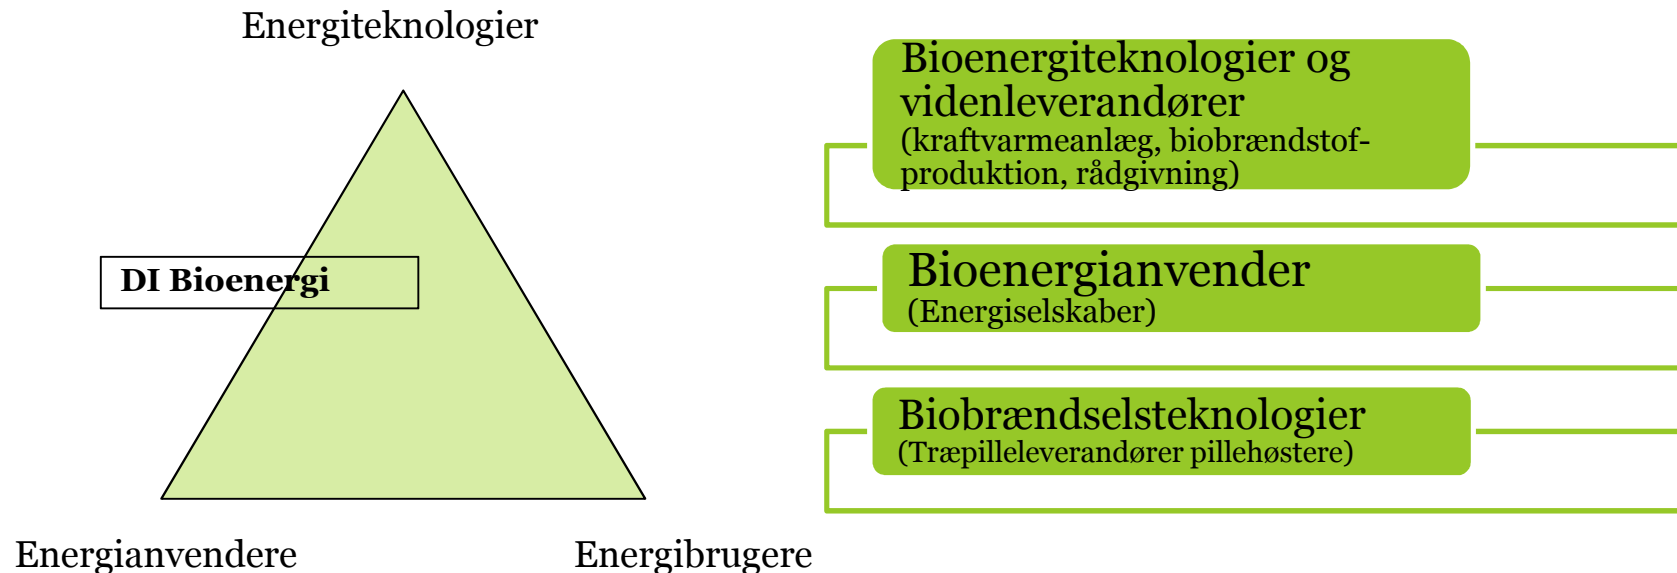 Energiteknologier
DI Bioenergi
Energianvendere
Energibrugere
Bioenergiteknologier og
videnleverandører
(kraftvarmeanlæg, biobrændstof-
produktion, rådgivning)
Bioenergianvender
(Energiselskaber)
Biobrændselsteknologier
(Træpilleleverandører pillehøstere)